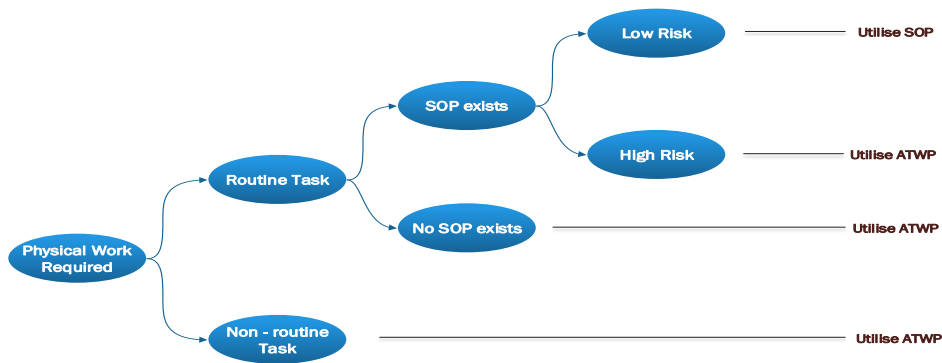 Low Risk
Utilise SOP
SOP exists
High Risk
Utilise ATWP
Routine Task
No SOP exists
Utilise ATWP
Physical Work
Required
Non - routine
Task
Utilise ATWP